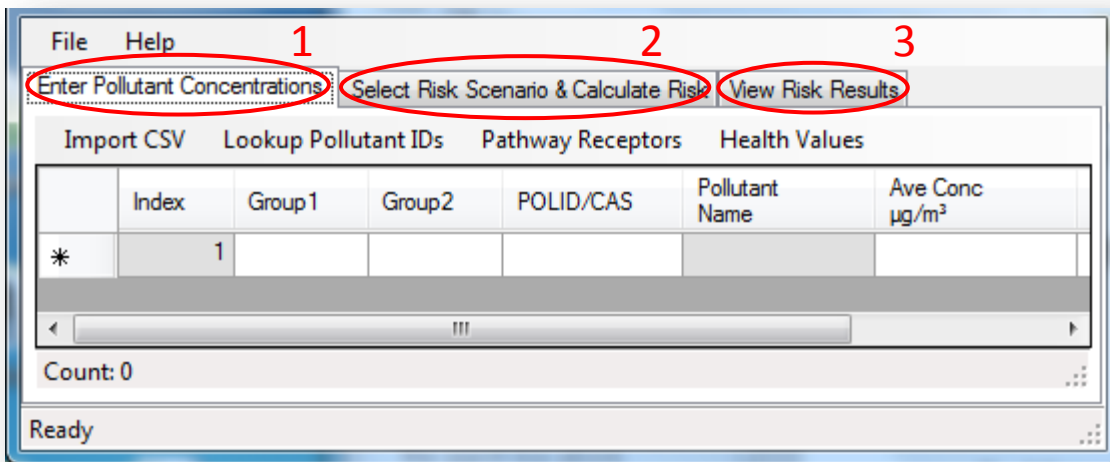 File Help 1 2 3
Enter Pollutant Concentrations Select Risk Scenario & Calculate Risk View Risk Results
Import CSV Lookup Pollutant IDs Pathway Receptors Health Values
Index Group1 Group2 POLID/CAS Pollutant Name Ave Conc µg/m³
* 1
Count: 0
Ready